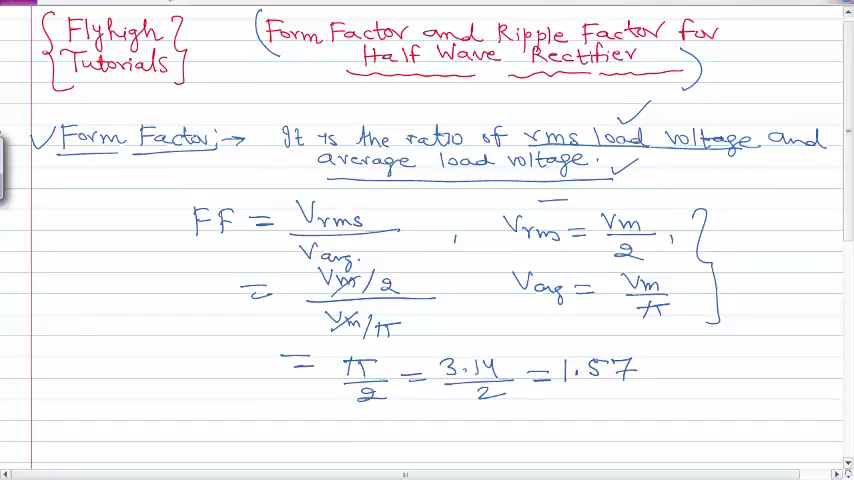 Flyhigh
Tutorials
(Form Factor and Ripple Factor for
Half Wave Rectifier)
✓ Form Factor:→ It is the ratio of rms load voltage and
average load voltage.
FF = Vrms / Vavg. , Vrms = Vm/2 ,
= Vm/2 / Vm/π Vavg = Vm/π
= π/2 = 3.14/2 = 1.57